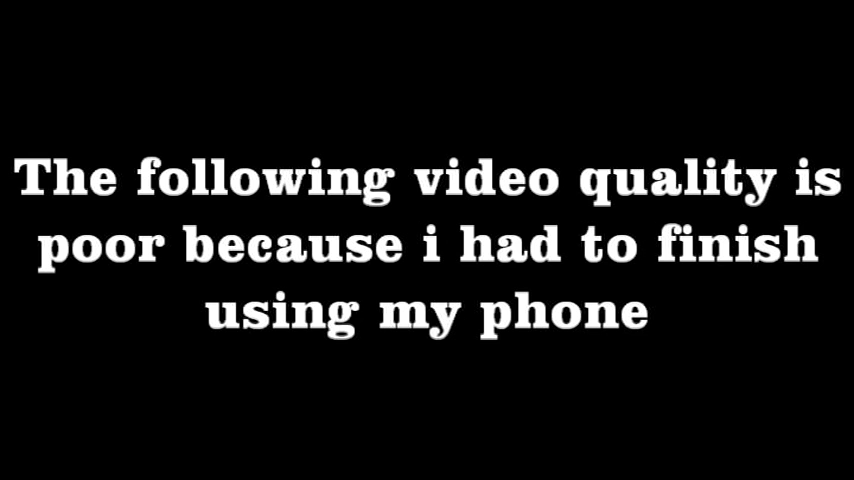 The following video quality is
poor because i had to finish
using my phone